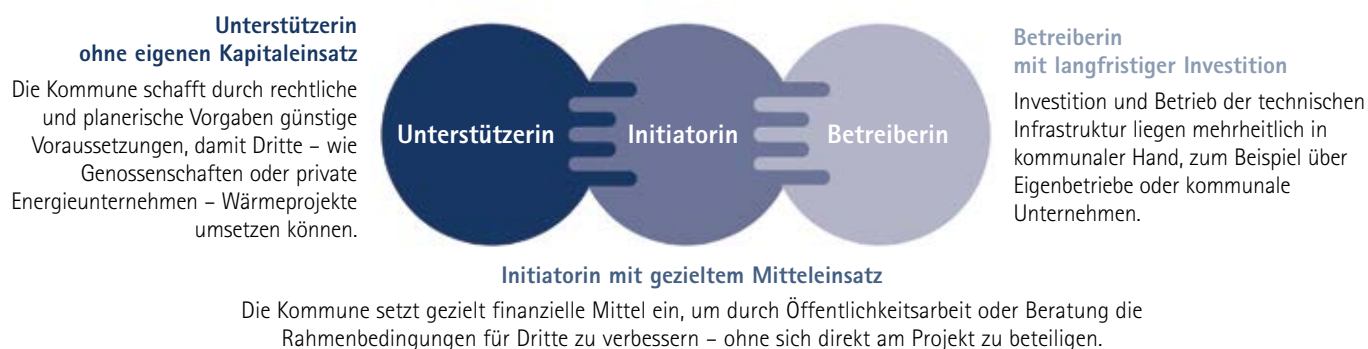 Unterstützerin
ohne eigenen Kapitaleinsatz
Die Kommune schafft durch rechtliche
und planerische Vorgaben günstige
Voraussetzungen, damit Dritte – wie
Genossenschaften oder private
Energieunternehmen – Wärmeprojekte
umsetzen können.
Unterstützerin
Initiatorin
Betreiberin
Betreiberin
mit langfristiger Investition
Investition und Betrieb der technischen
Infrastruktur liegen mehrheitlich in
kommunaler Hand, zum Beispiel über
Eigenbetriebe oder kommunale
Unternehmen.
Initiatorin mit gezieltem Mitteleinsatz
Die Kommune setzt gezielt finanzielle Mittel ein, um durch Öffentlichkeitsarbeit oder Beratung die
Rahmenbedingungen für Dritte zu verbessern – ohne sich direkt am Projekt zu beteiligen.